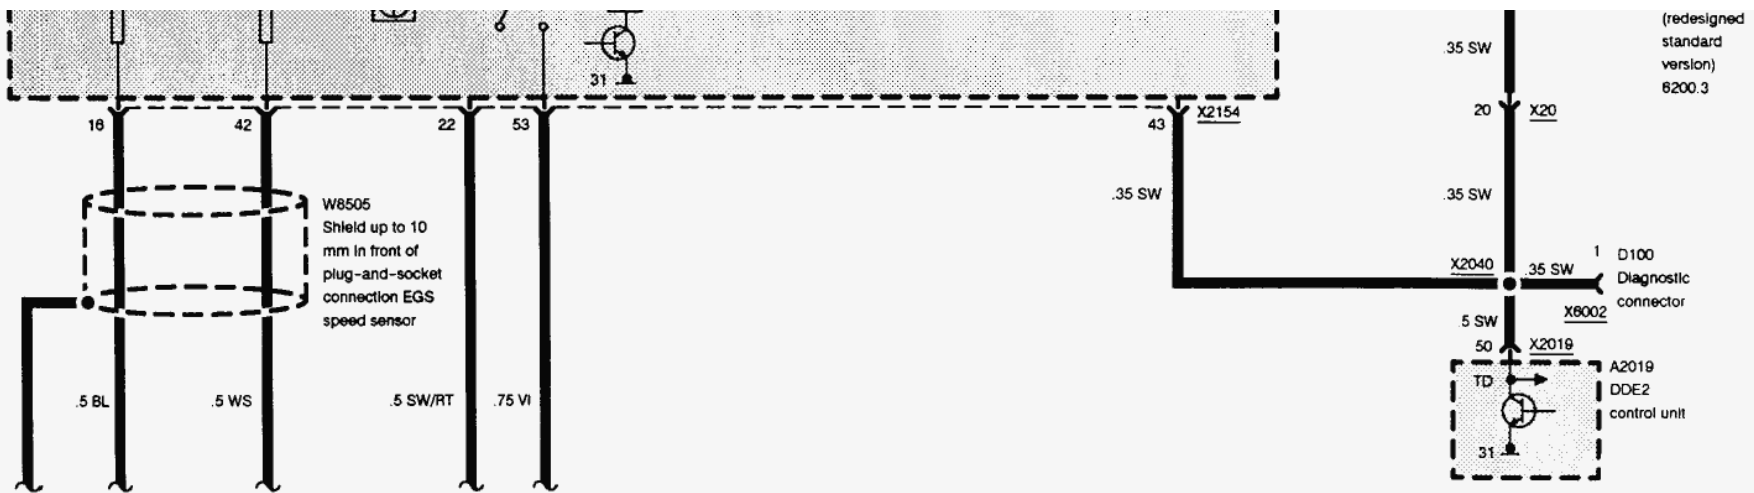 (redesigned
standard
version)
6200.3
.35 SW
31
16
42
22
53
43
X2154
20
X20
.35 SW
.35 SW
W8505
Shield up to 10
mm in front of
plug-and-socket
connection EGS
speed sensor
X2040
.35 SW
1
D100
Diagnostic
connector
X6002
.5 SW
50
X2019
A2019
DDE2
control unit
TD
31
.5 BL
.5 WS
.5 SW/RT
.75 VI